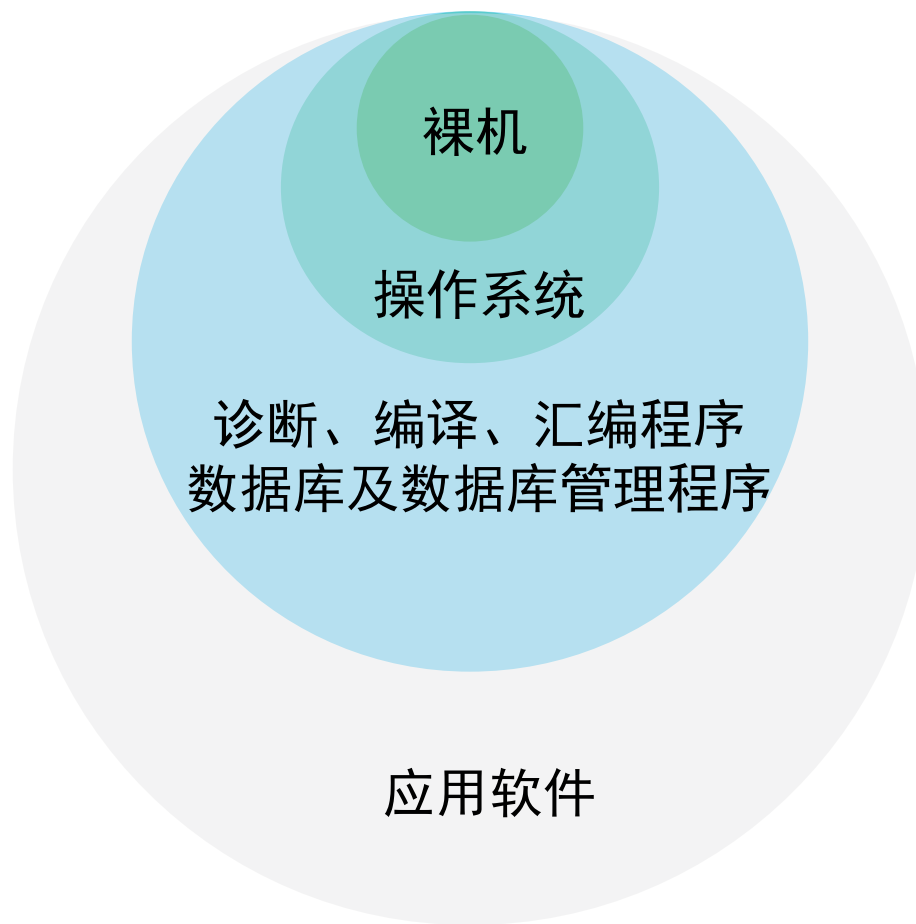 裸机
操作系统
诊断、编译、汇编程序
数据库及数据库管理程序
应用软件